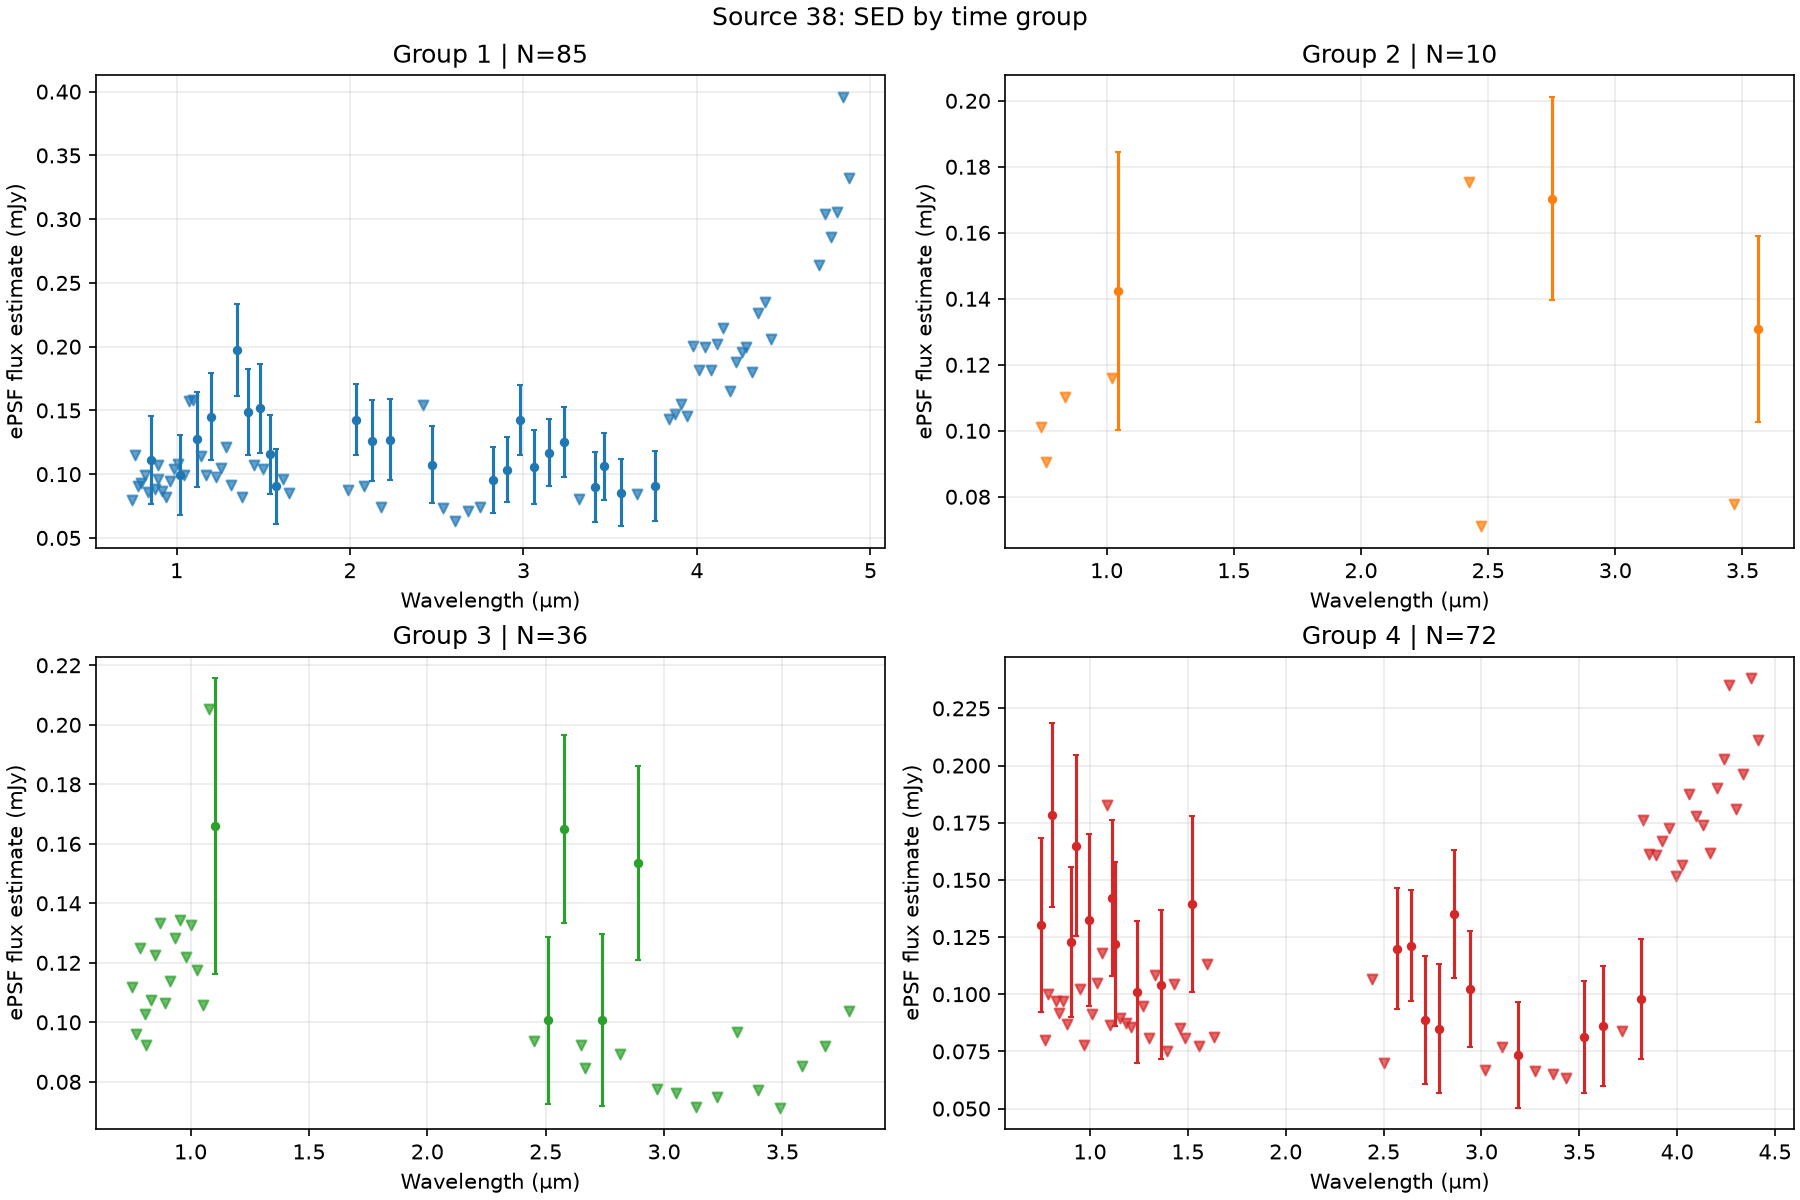 Source 38: SED by time group
Group 1 | N=85
0.40
0.35
0.30
0.25
0.20
0.15
0.10
0.05
ePSF flux estimate (mJy)
1 2 3 4 5
Wavelength (μm)
Group 2 | N=10
0.20
0.18
0.16
0.14
0.12
0.10
0.08
ePSF flux estimate (mJy)
1.0 1.5 2.0 2.5 3.0 3.5
Wavelength (μm)
Group 3 | N=36
0.22
0.20
0.18
0.16
0.14
0.12
0.10
0.08
ePSF flux estimate (mJy)
1.0 1.5 2.0 2.5 3.0 3.5
Wavelength (μm)
Group 4 | N=72
0.225
0.200
0.175
0.150
0.125
0.100
0.075
0.050
ePSF flux estimate (mJy)
1.0 1.5 2.0 2.5 3.0 3.5 4.0 4.5
Wavelength (μm)